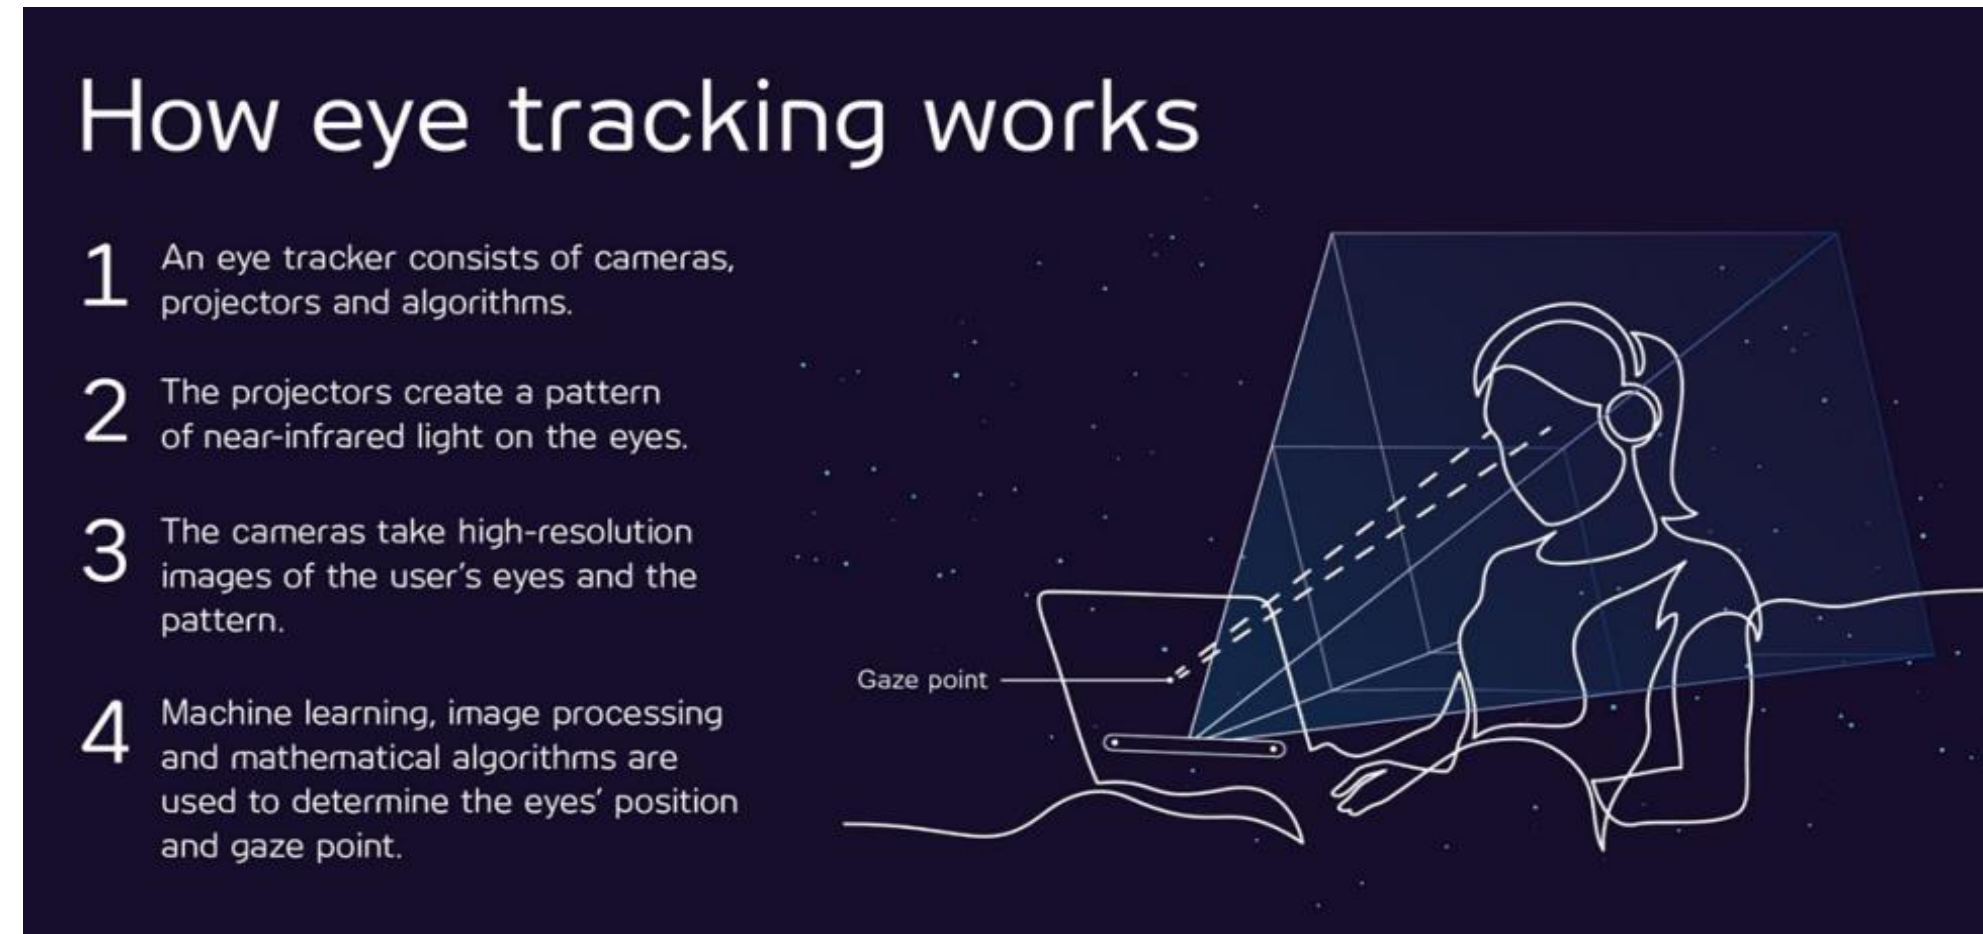 How eye tracking works
1
An eye tracker consists of cameras,
projectors and algorithms.
2
The projectors create a pattern
of near-infrared light on the eyes.
3
The cameras take high-resolution
images of the user's eyes and the
pattern.
4
Machine learning, image processing
and mathematical algorithms are
used to determine the eyes' position
and gaze point.
Gaze point